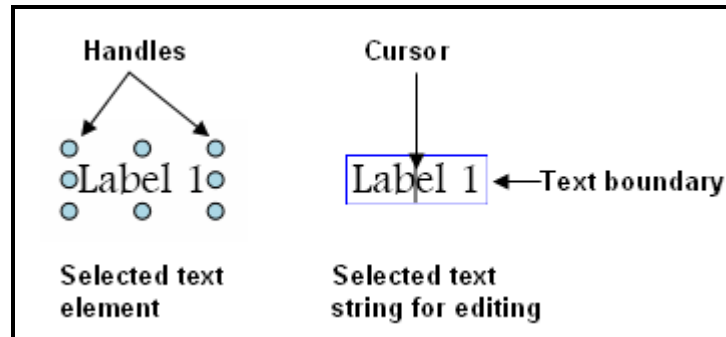 Handles
Cursor
Label 1
Label 1
Text boundary
Selected text
element
Selected text
string for editing